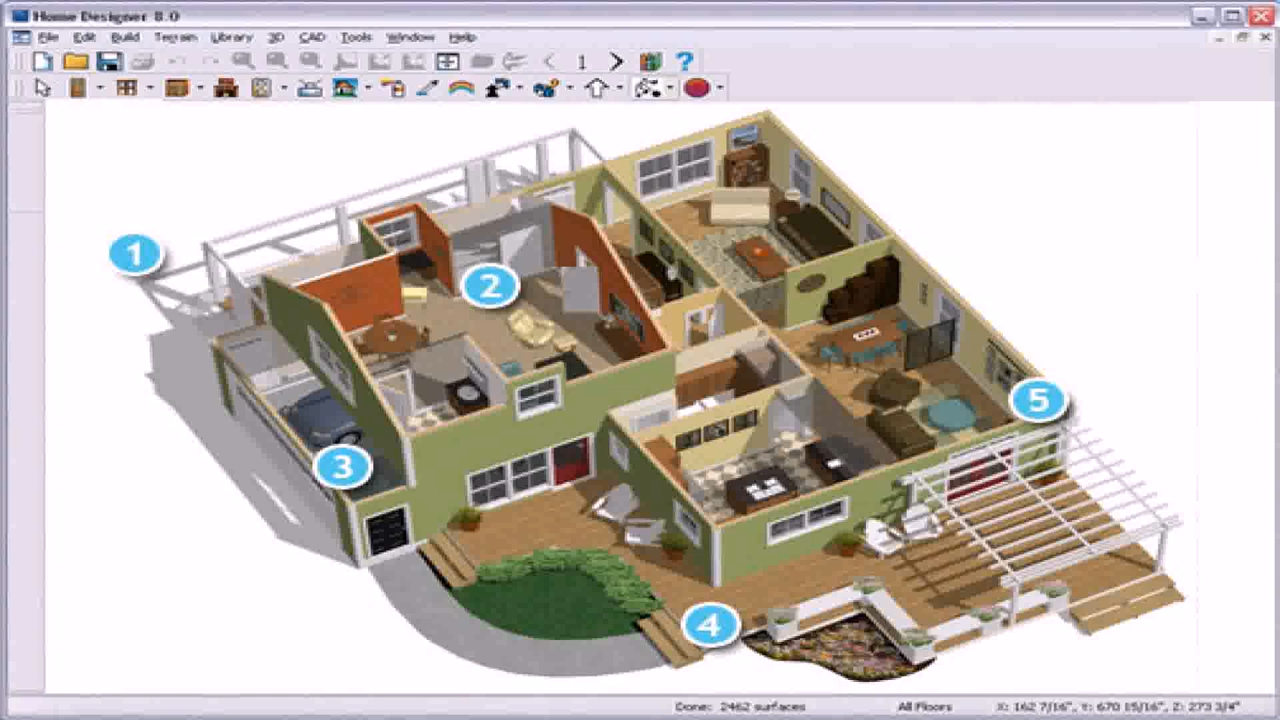 Home Designer 8.0
File Edit Build Terrain Library 3D CAD Tools Window Help
1
1
2
3
4
5
Done: 2462 surfaces All Floors X: 162 7/16", Y: 670 15/16", Z: 273 3/4"